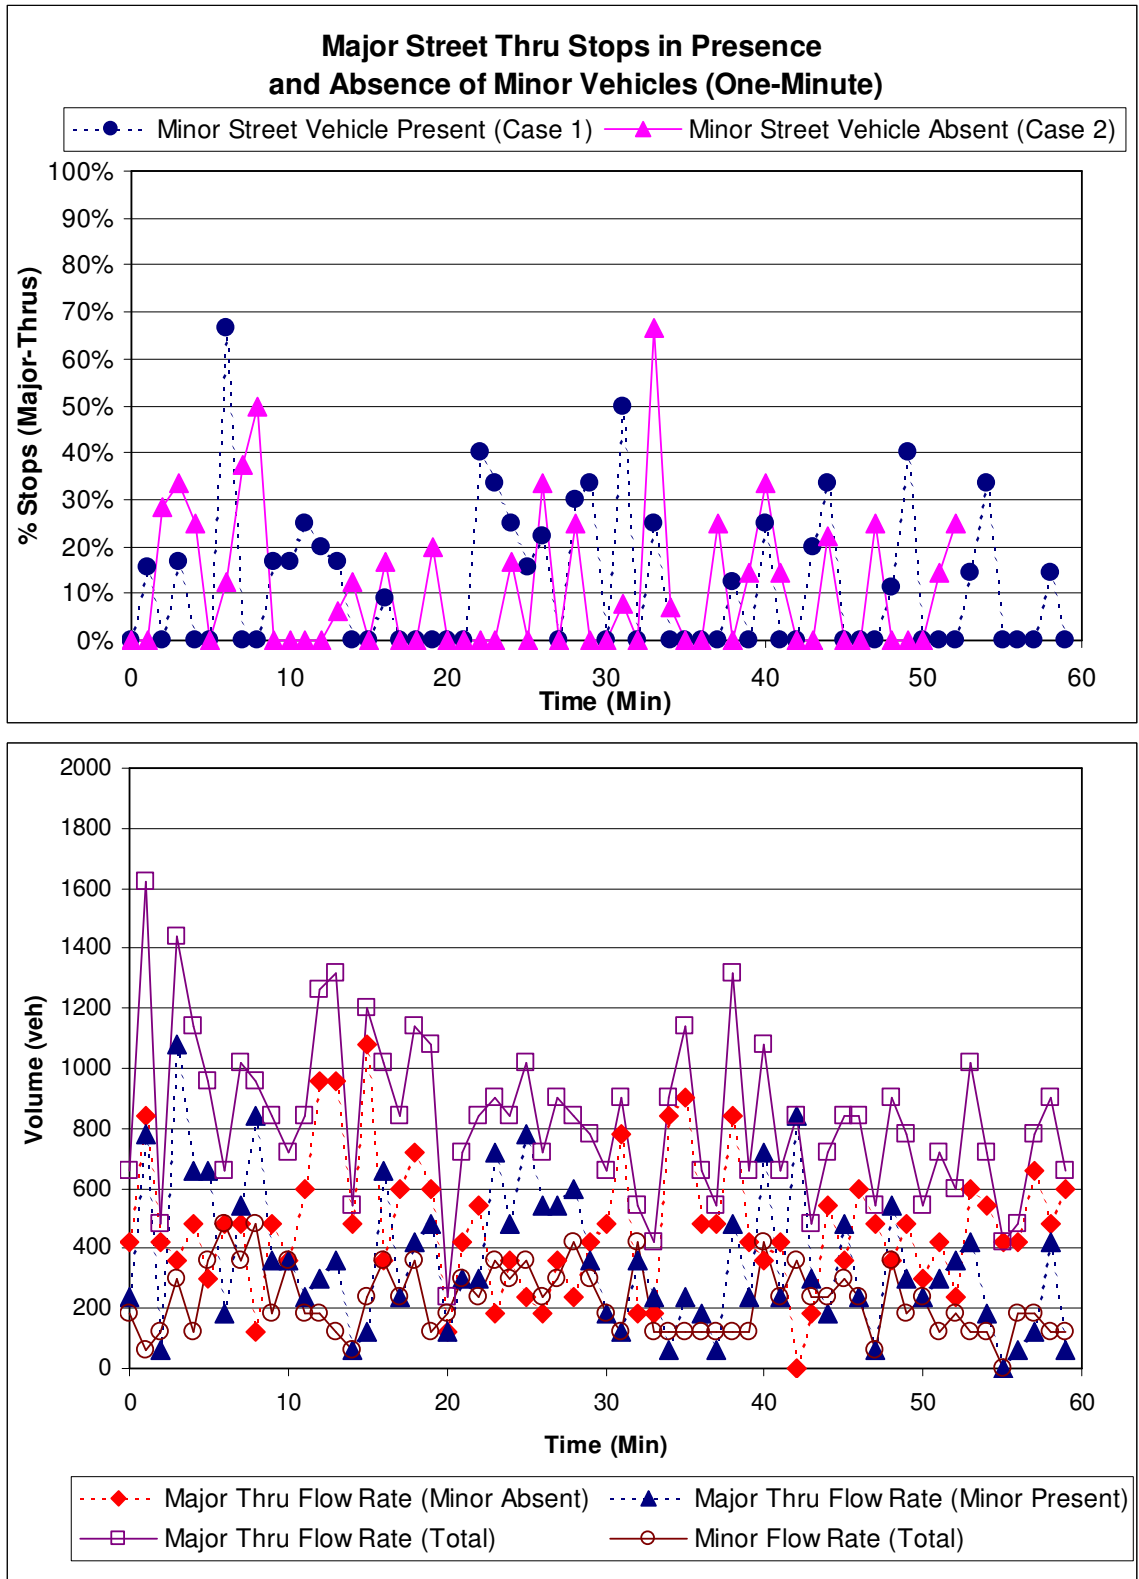 Major Street Thru Stops in Presence
and Absence of Minor Vehicles (One-Minute)
Minor Street Vehicle Present (Case 1) Minor Street Vehicle Absent (Case 2)
100%
90%
80%
70%
60%
50%
40%
30%
20%
10%
0%
% Stops (Major-Thrus)
0 10 20 30 40 50 60
Time (Min)
2000
1800
1600
1400
1200
1000
800
600
400
200
0
Volume (veh)
0 10 20 30 40 50 60
Time (Min)
Major Thru Flow Rate (Minor Absent) Major Thru Flow Rate (Minor Present)
Major Thru Flow Rate (Total) Minor Flow Rate (Total)